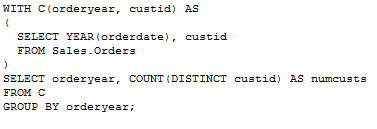 WITH C(orderyear, custid) AS
(
  SELECT YEAR(orderdate), custid
  FROM Sales.Orders
)
SELECT orderyear, COUNT(DISTINCT custid) AS numcusts
FROM C
GROUP BY orderyear;